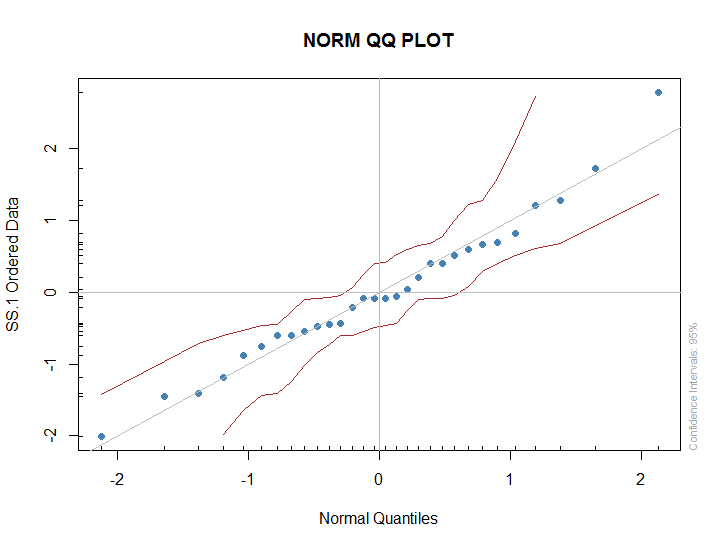 NORM QQ PLOT
SS.1 Ordered Data
2
1
0
-1
-2
-2
-1
0
1
2
Normal Quantiles
Confidence Intervals: 95%